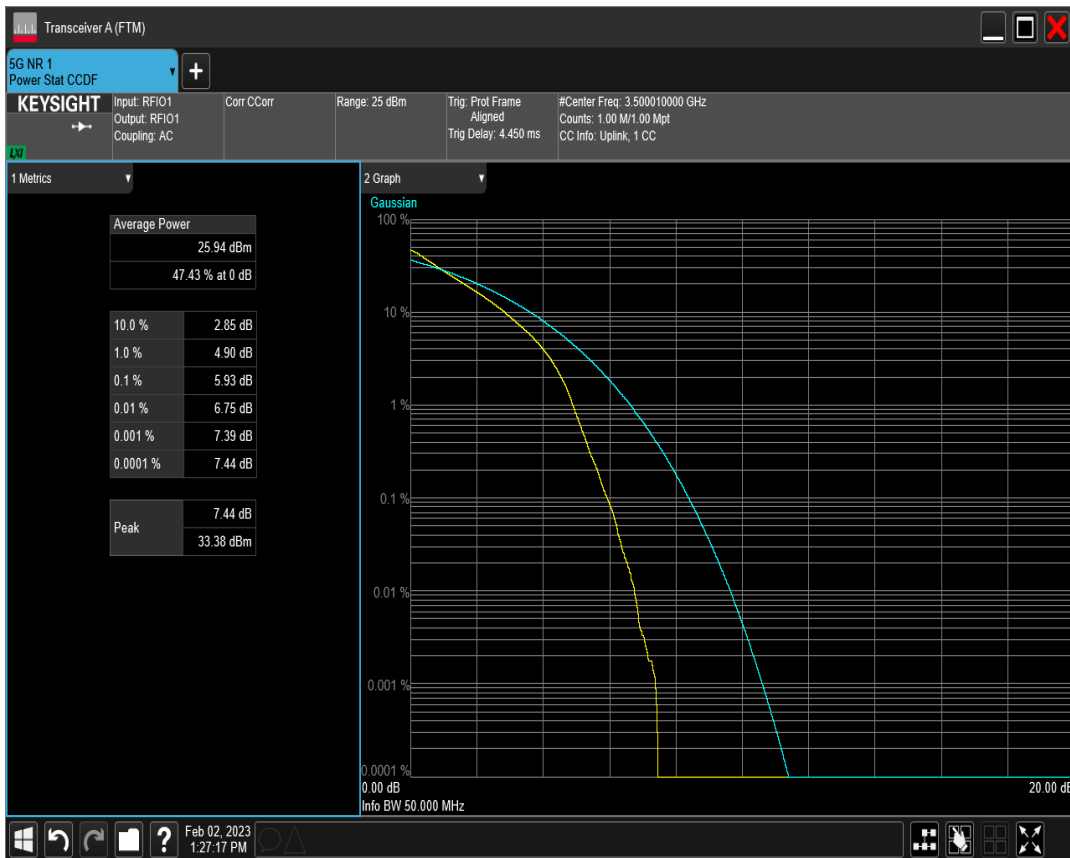 Transceiver A (FTM)
5G NR 1
Power Stat CCDF
+
KEYSIGHT
LXI
Input: RFIO1
Output: RFIO1
Coupling: AC
Corr CCorr
Range: 25 dBm
Trig: Prot Frame
Aligned
Trig Delay: 4.450 ms
#Center Freq: 3.500010000 GHz
Counts: 1.00 M/1.00 Mpt
CC Info: Uplink, 1 CC
1 Metrics
Average Power
25.94 dBm
47.43 % at 0 dB
10.0 % 2.85 dB
1.0 % 4.90 dB
0.1 % 5.93 dB
0.01 % 6.75 dB
0.001 % 7.39 dB
0.0001 % 7.44 dB
Peak 7.44 dB
33.38 dBm
2 Graph
Gaussian
100 %
10 %
1 %
0.1 %
0.01 %
0.001 %
0.0001 %
0.00 dB 20.00 dB
Info BW 50.000 MHz
?
Feb 02, 2023
1:27:17 PM